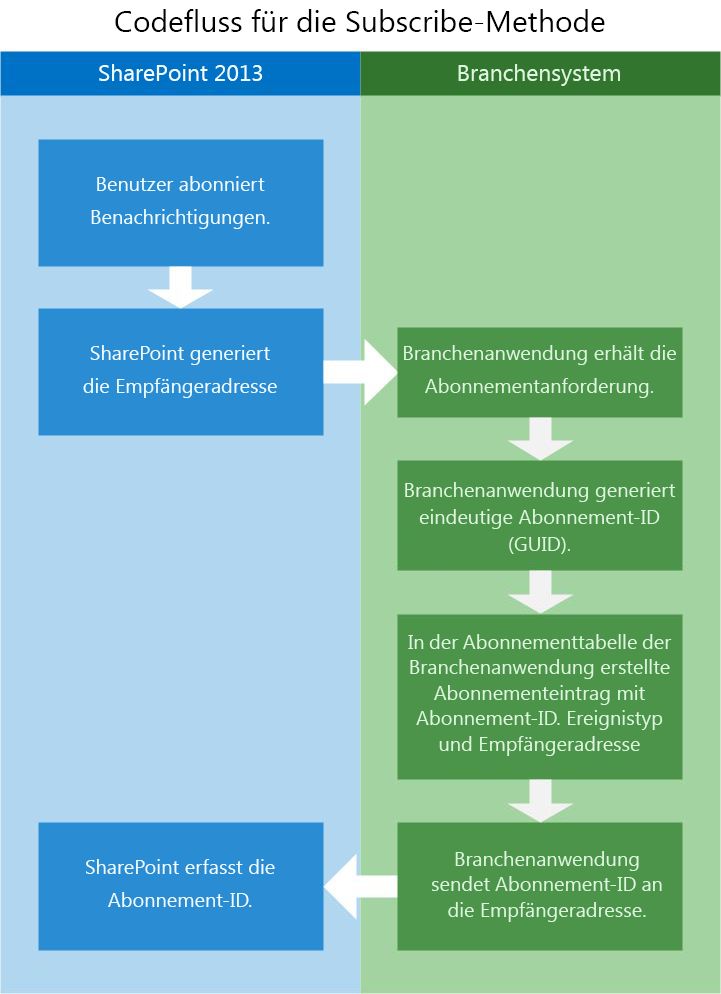 Codefluss für die Subscribe-Methode
SharePoint 2013
Branchensystem
Benutzer abonniert
Benachrichtigungen.
SharePoint generiert
die Empfängeradresse
Branchenanwendung erhält die
Abonnementanforderung.
Branchenanwendung generiert
eindeutige Abonnement-ID
(GUID).
In der Abonnementtabelle der
Branchenanwendung erstellte
Abonnementeintrag mit
Abonnement-ID. Ereignistyp
und Empfängeradresse
Branchenanwendung
sendet Abonnement-ID an
die Empfängeradresse.
SharePoint erfasst die
Abonnement-ID.